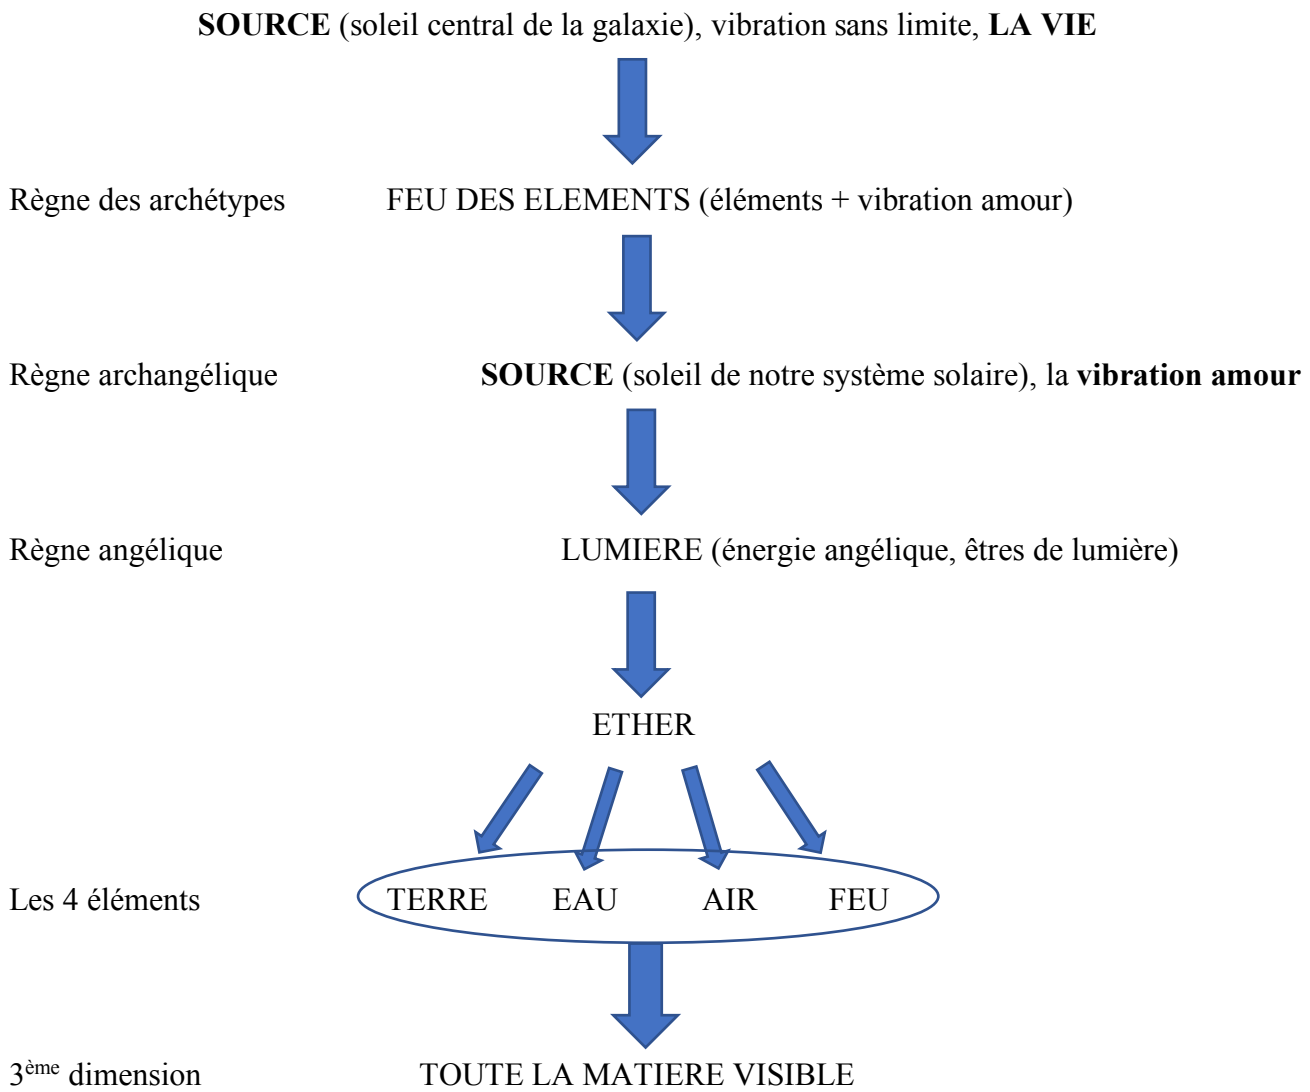 SOURCE (soleil central de la galaxie), vibration sans limite, LA VIE
Règne des archétypes FEU DES ELEMENTS (éléments + vibration amour)
Règne archangélique SOURCE (soleil de notre système solaire), la vibration amour
Règne angélique LUMIERE (énergie angélique, êtres de lumière)
ETHER
Les 4 éléments TERRE EAU AIR FEU
3ème dimension TOUTE LA MATIERE VISIBLE